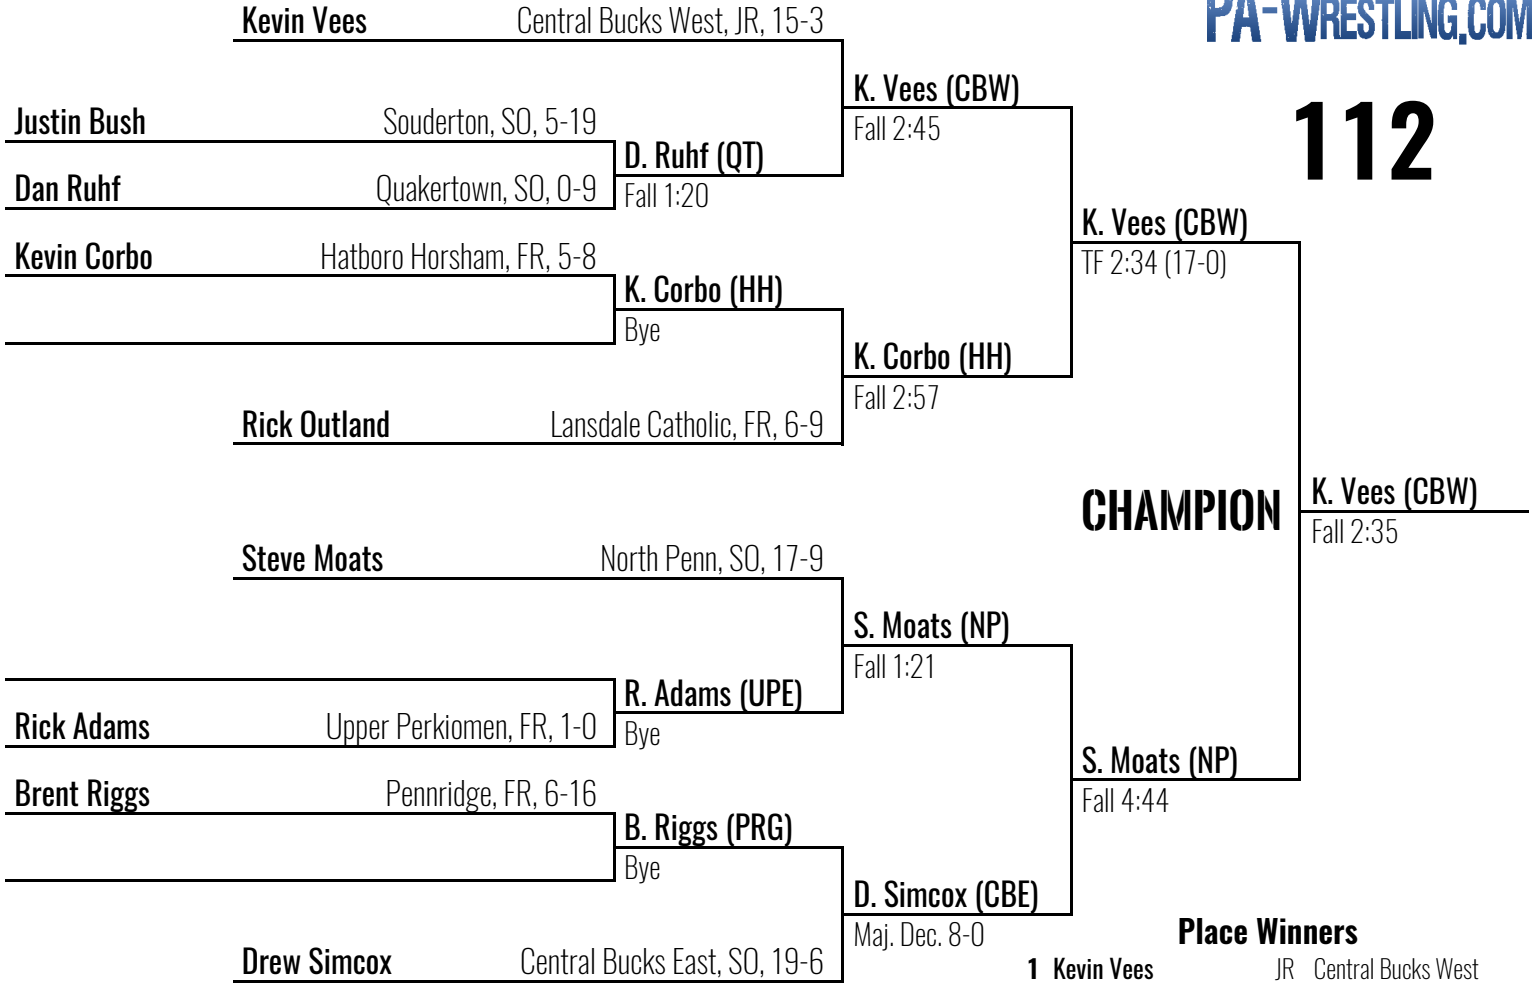 PA-WRESTLING.COM
112
Kevin Vees Central Bucks West, JR, 15-3
K. Vees (CBW)
Fall 2:45
Justin Bush Souderton, SO, 5-19
D. Ruhf (QT)
Fall 1:20
Dan Ruhf Quakertown, SO, 0-9
K. Vees (CBW)
TF 2:34 (17-0)
Kevin Corbo Hatboro Horsham, FR, 5-8
K. Corbo (HH)
Bye
K. Corbo (HH)
Fall 2:57
Rick Outland Lansdale Catholic, FR, 6-9
CHAMPION
K. Vees (CBW)
Fall 2:35
Steve Moats North Penn, SO, 17-9
S. Moats (NP)
Fall 1:21
R. Adams (UPE)
Bye
Rick Adams Upper Perkiomen, FR, 1-0
S. Moats (NP)
Fall 4:44
Brent Riggs Pennridge, FR, 6-16
B. Riggs (PRG)
Bye
D. Simcox (CBE)
Maj. Dec. 8-0
Drew Simcox Central Bucks East, SO, 19-6
Place Winners
1 Kevin Vees JR Central Bucks West